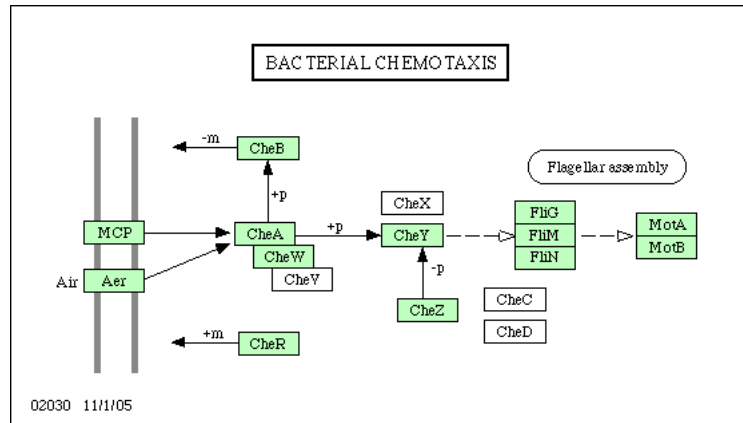 BACTERIAL CHEMOTAXIS
-m
CheB
Flagellar assembly
+p
CheX
FliG
MCP
CheA
+p
CheY
FliM
MotA
CheW
MotB
FliN
Air
Aer
CheV
-p
CheC
CheZ
+m
CheR
CheD
02030 11/1/05